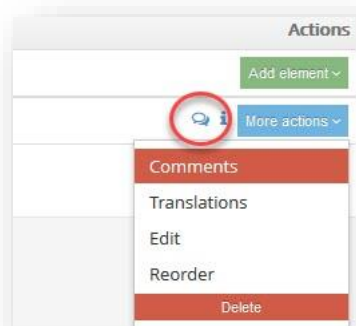 Actions
Add element
More actions
Comments
Translations
Edit
Reorder
Delete